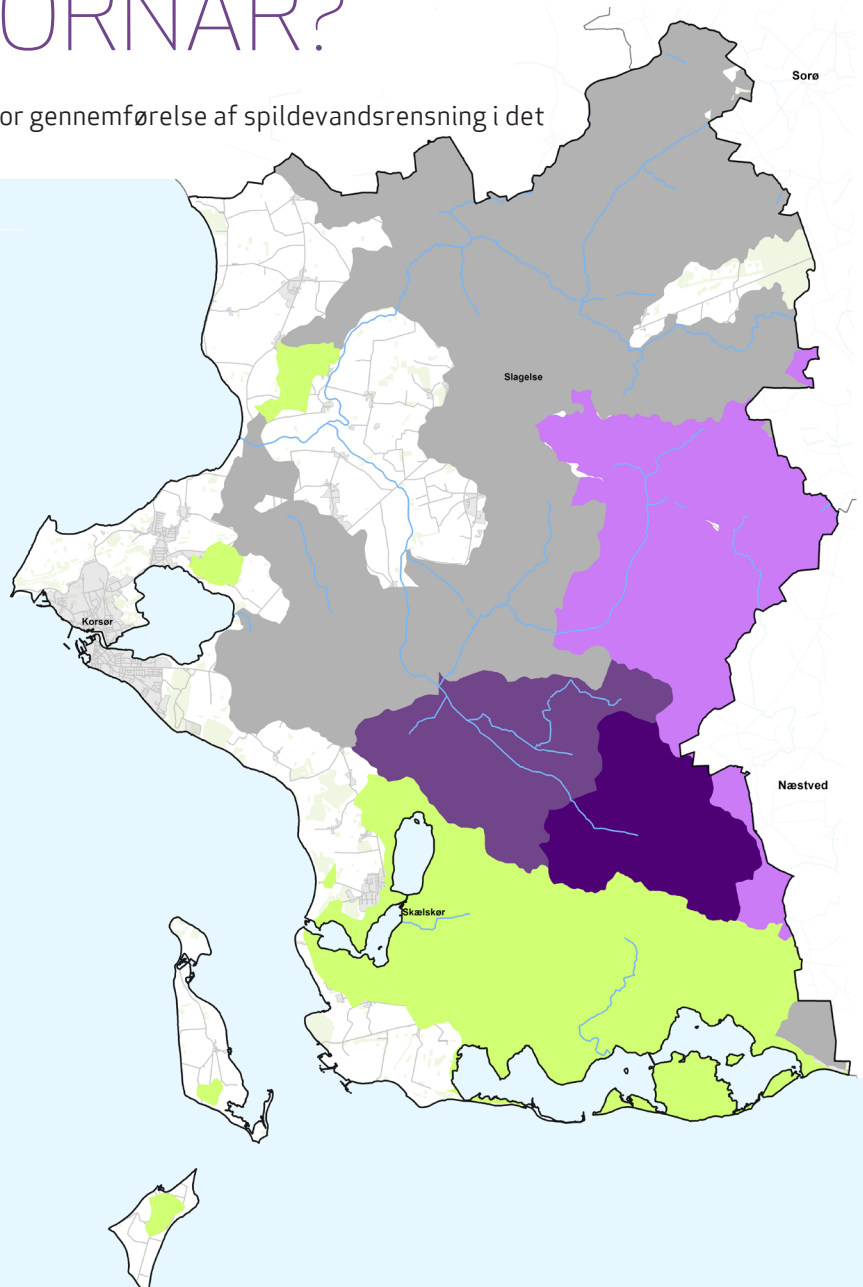 ORNÅR?
or gennemførelse af spildevandsrensning i det
Sorø
Slagelse
Korsør
Næstved
Skælskør